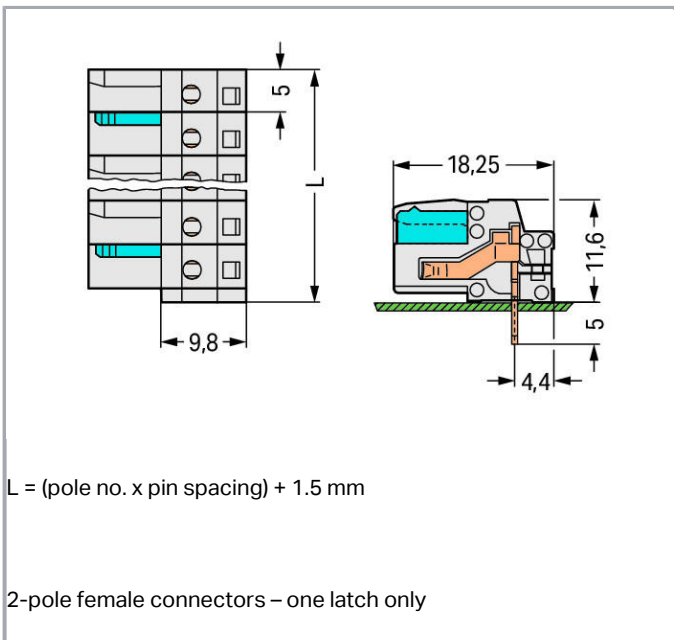 5
L
9,8
18,25
11,6
5
4,4
L = (pole no. x pin spacing) + 1.5 mm
2-pole female connectors – one latch only